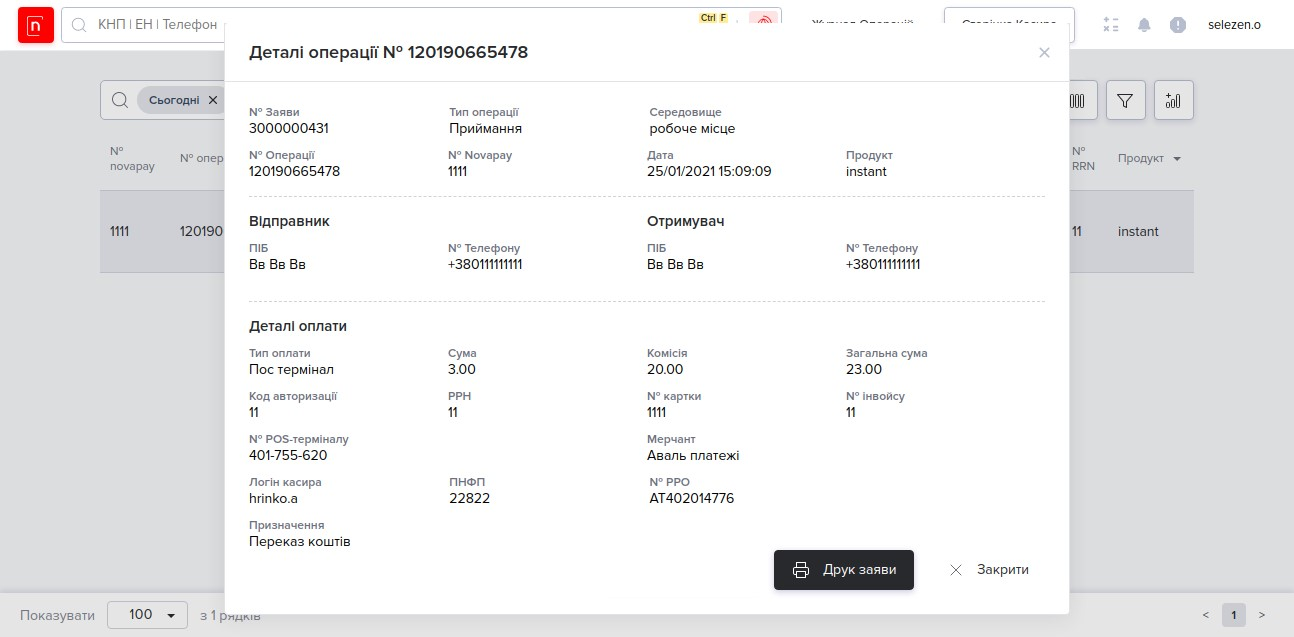 n
КНП | ЕН | Телефон
Ctrl F
selezen.o
Деталі операції № 120190665478
Сьогодні
№ Заяви
Тип операції
Середовище
3000000431
Приймання
робоче місце
№ novapay
№ опер
№ RRN
Продукт
№ Операції
№ Novapay
Дата
Продукт
120190665478
1111
25/01/2021 15:09:09
instant
1111
120190
11
instant
Відправник
Отримувач
ПІБ
№ Телефону
ПІБ
№ Телефону
Вв Вв Вв
+380111111111
Вв Вв Вв
+380111111111
Деталі оплати
Тип оплати
Сума
Комісія
Загальна сума
Пос термінал
3.00
20.00
23.00
Код авторизації
РРН
№ картки
№ інвойсу
11
11
1111
11
№ POS-терміналу
Мерчант
401-755-620
Аваль платежі
Логін касира
ПНФП
№ РРО
hrinko.a
22822
АТ402014776
Призначення
Переказ коштів
Друк заяви
Закрити
Показувати
100
з 1 рядків
<
1
>